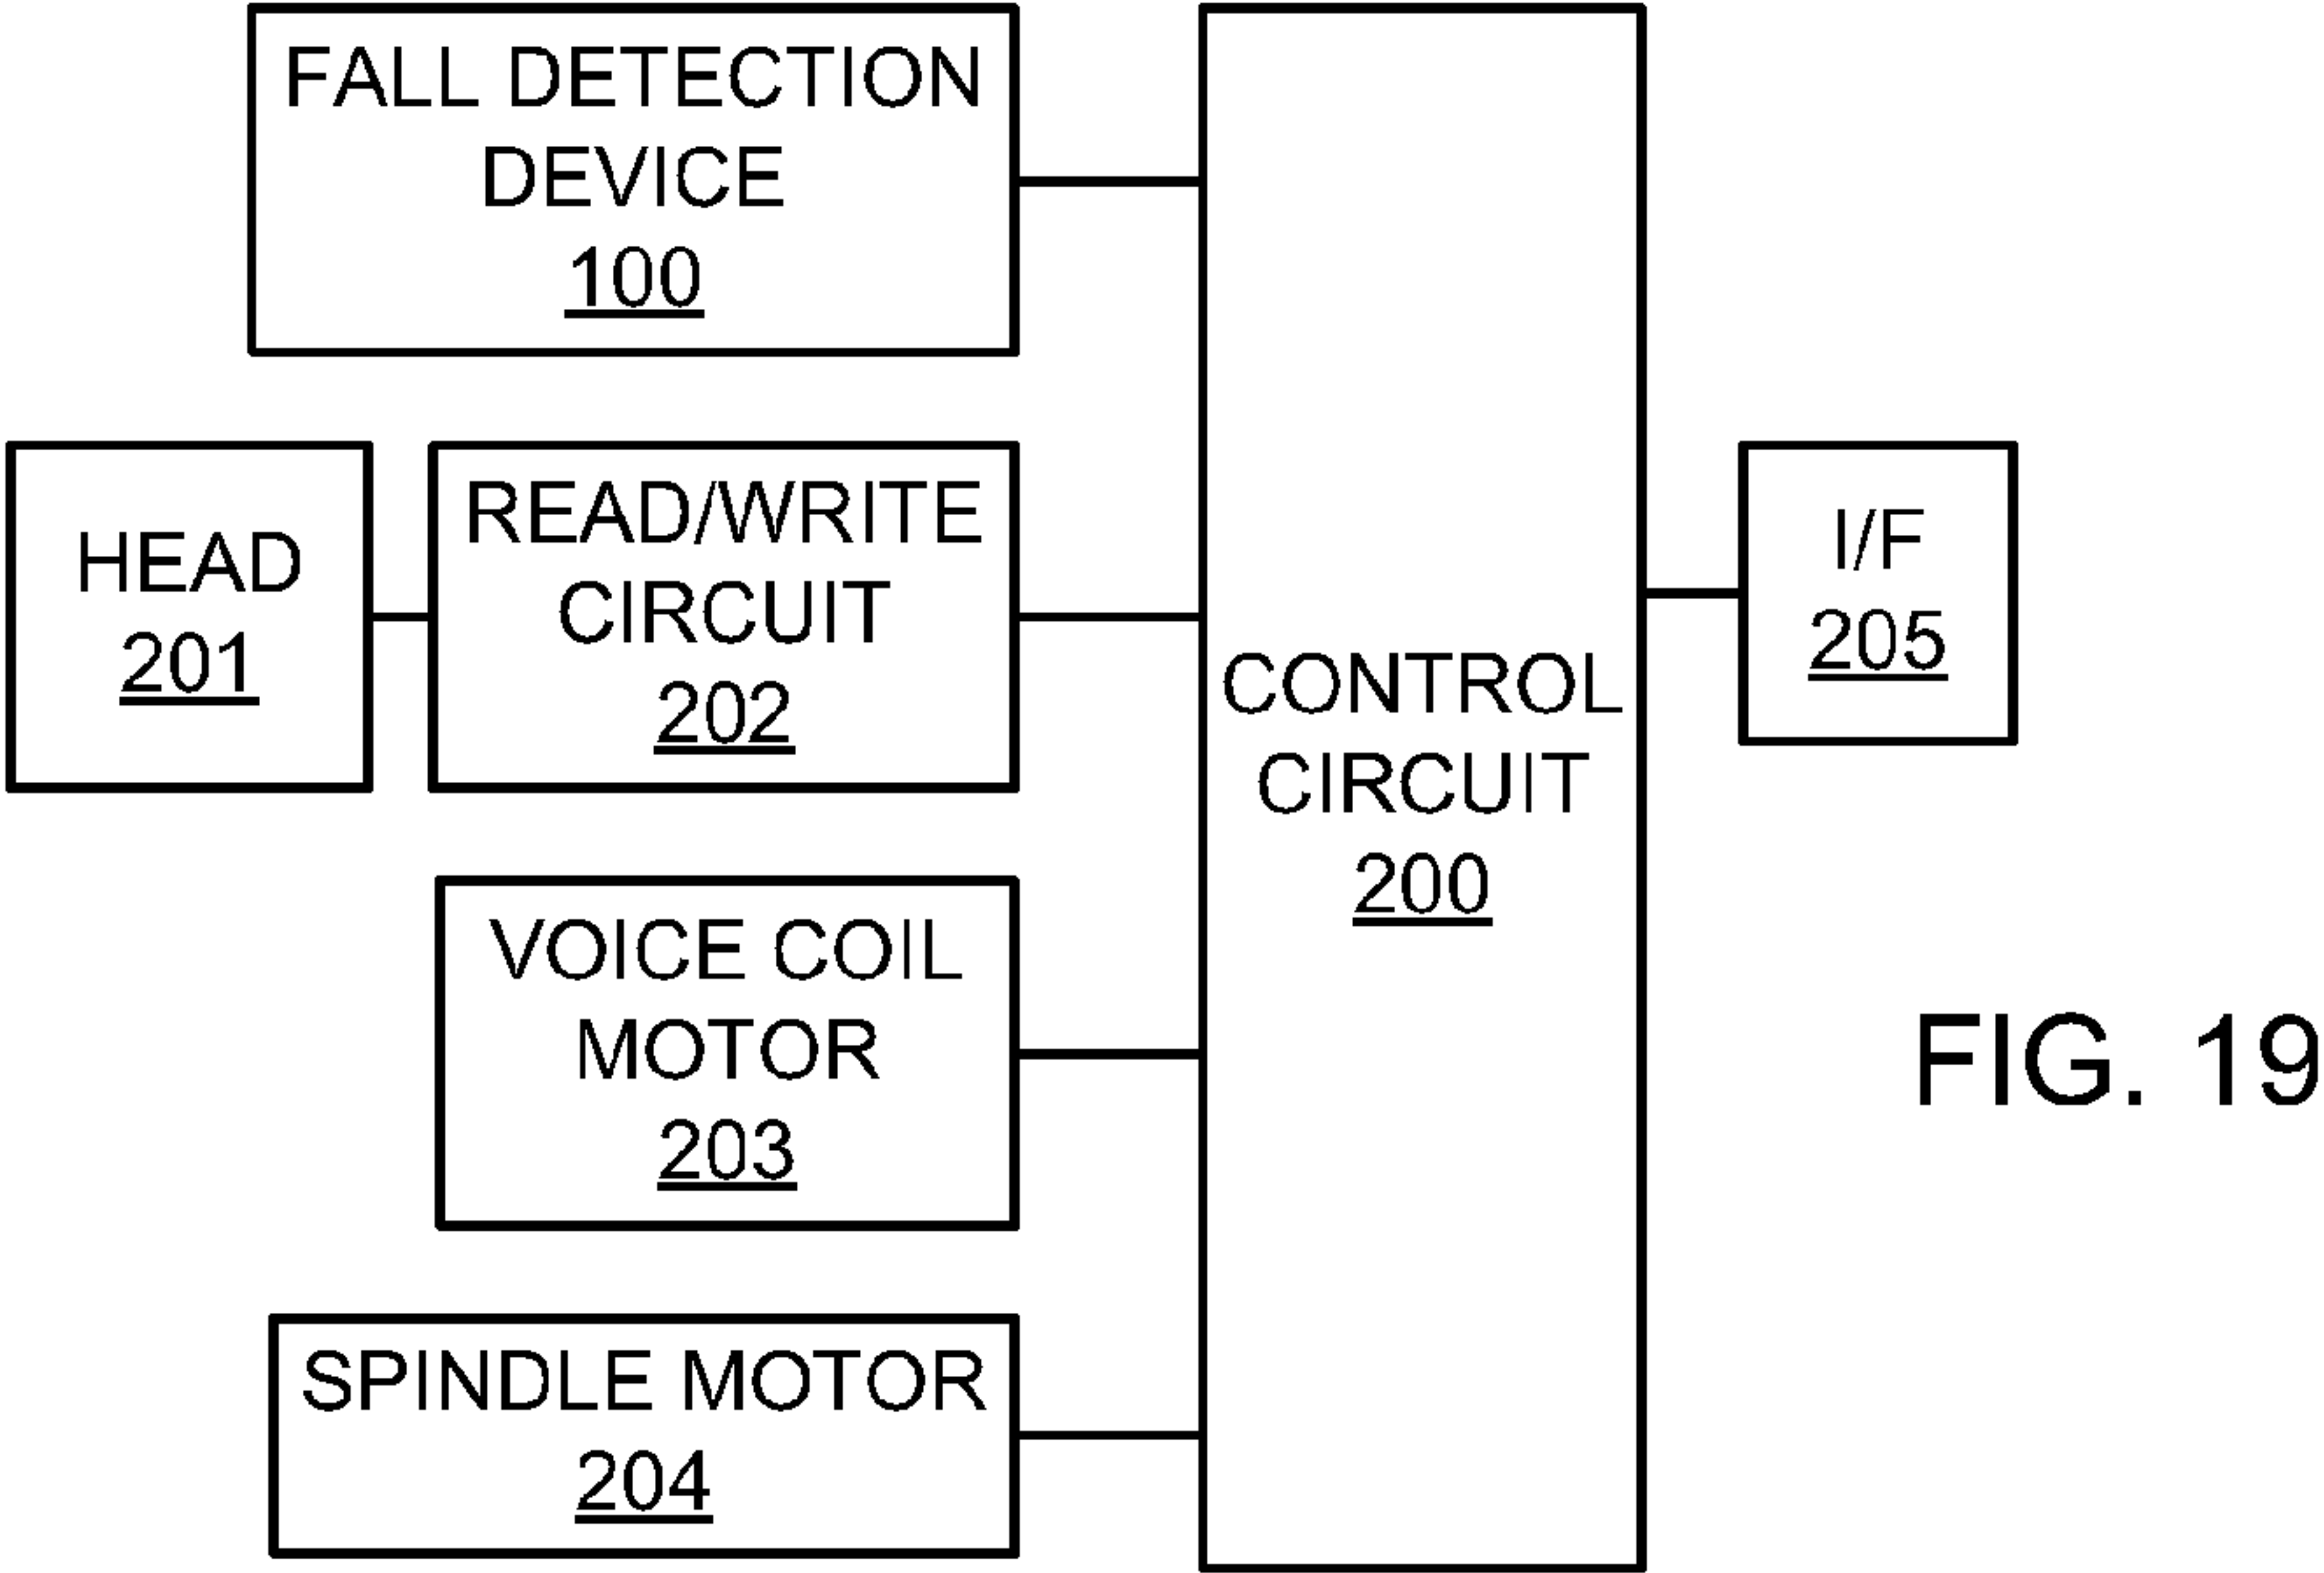 FALL DETECTION
DEVICE
100
HEAD
201
READ/WRITE
CIRCUIT
202
VOICE COIL
MOTOR
203
SPINDLE MOTOR
204
CONTROL
CIRCUIT
200
I/F
205
FIG. 19